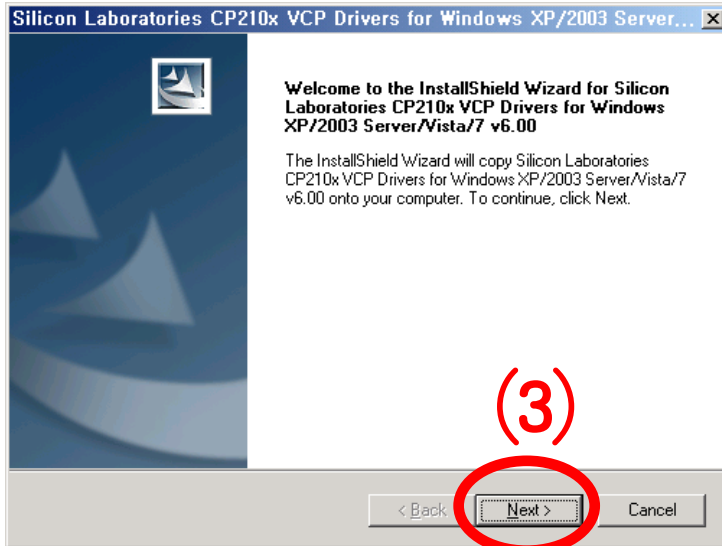 Silicon Laboratories CP210x VCP Drivers for Windows XP/2003 Server...
Welcome to the InstallShield Wizard for Silicon
Laboratories CP210x VCP Drivers for Windows
XP/2003 Server/Vista/7 v6.00
The InstallShield Wizard will copy Silicon Laboratories
CP210x VCP Drivers for Windows XP/2003 Server/Vista/7
v6.00 onto your computer. To continue, click Next.
(3)
< Back Next > Cancel